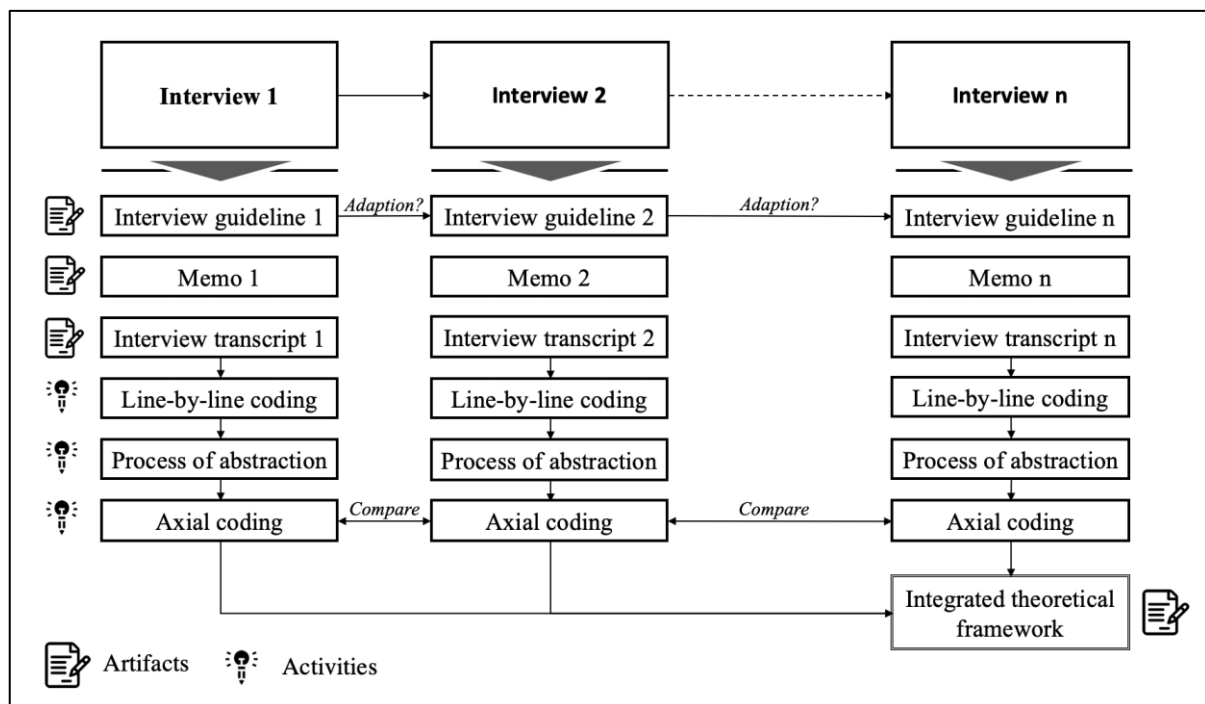 Interview 1
Interview 2
Interview n
Interview guideline 1
Adaption?
Interview guideline 2
Adaption?
Interview guideline n
Memo 1
Memo 2
Memo n
Interview transcript 1
Interview transcript 2
Interview transcript n
Line-by-line coding
Line-by-line coding
Line-by-line coding
Process of abstraction
Process of abstraction
Process of abstraction
Axial coding
Compare
Axial coding
Compare
Axial coding
Integrated theoretical
framework
Artifacts
Activities